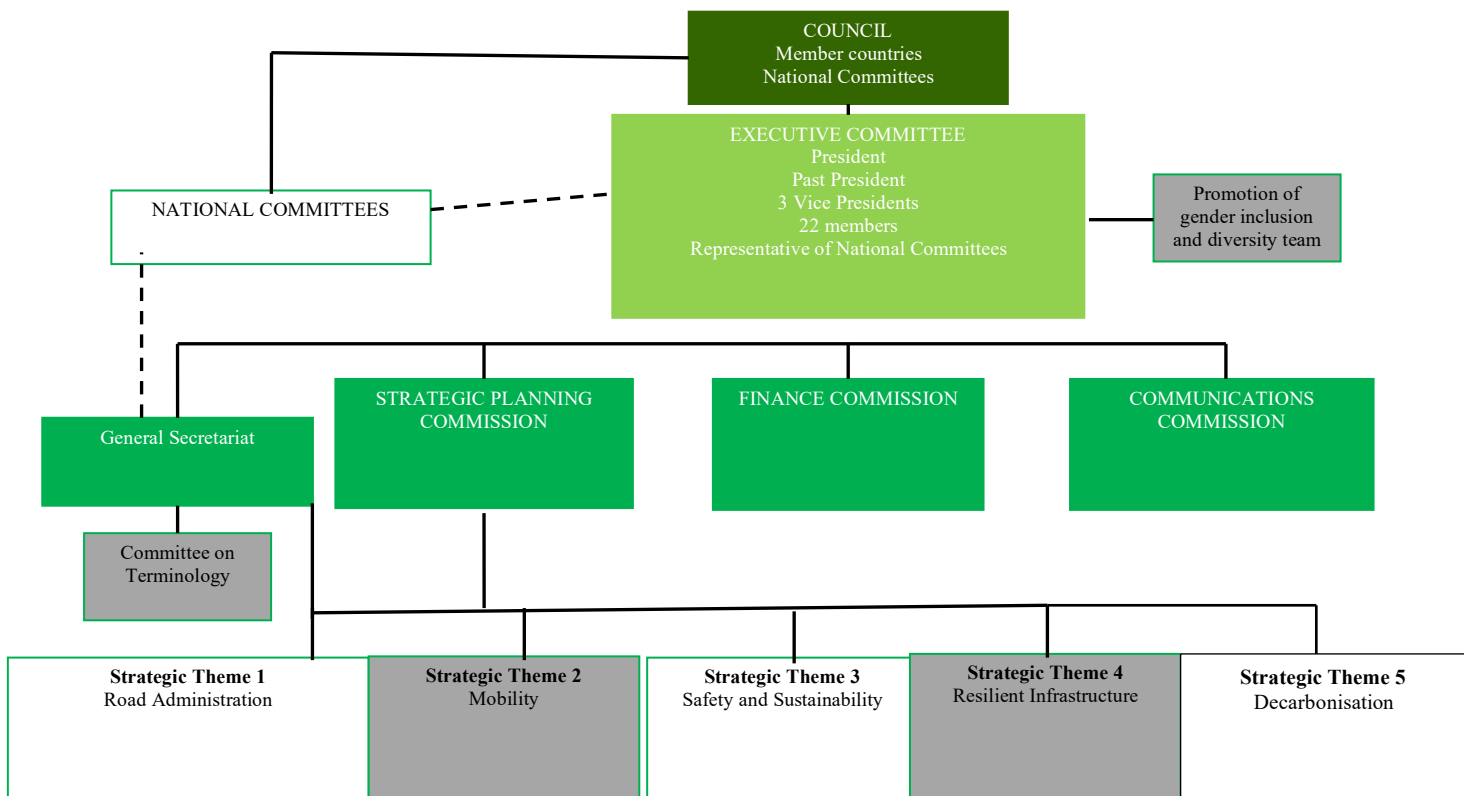 COUNCIL
Member countries
National Committees
EXECUTIVE COMMITTEE
President
Past President
3 Vice Presidents
22 members
Representative of National Committees
NATIONAL COMMITTEES
Promotion of
gender inclusion
and diversity team
General Secretariat
STRATEGIC PLANNING
COMMISSION
FINANCE COMMISSION
COMMUNICATIONS
COMMISSION
Committee on
Terminology
Strategic Theme 1
Road Administration
Strategic Theme 2
Mobility
Strategic Theme 3
Safety and Sustainability
Strategic Theme 4
Resilient Infrastructure
Strategic Theme 5
Decarbonisation